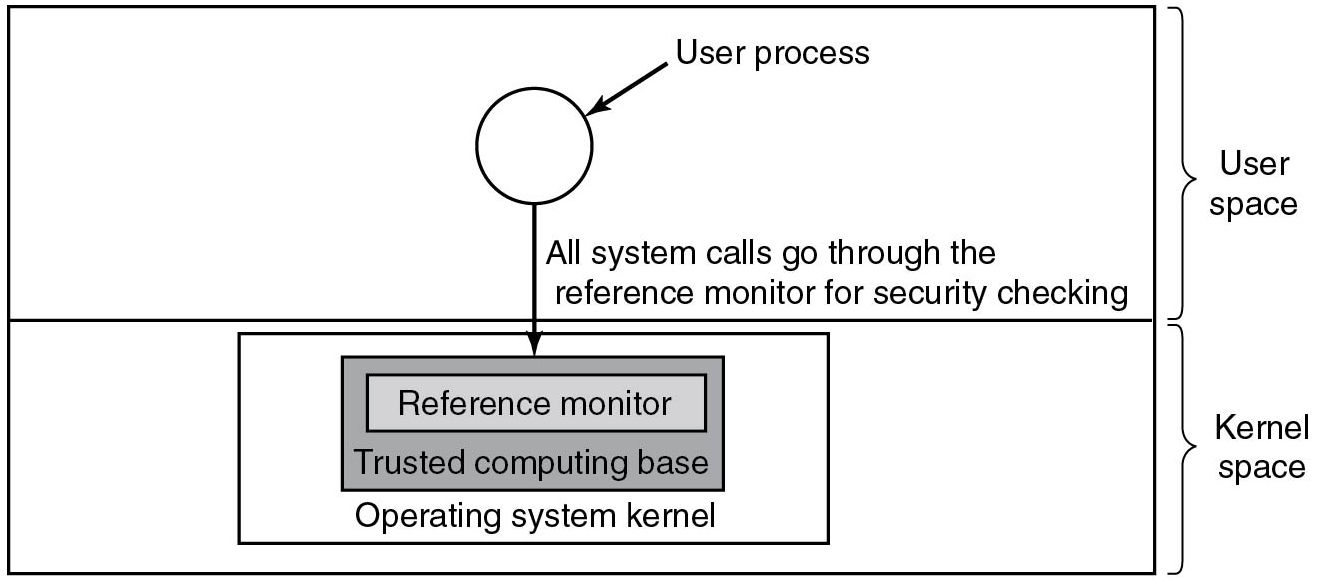 User process
User
space
All system calls go through the
reference monitor for security checking
Reference monitor
Trusted computing base
Operating system kernel
Kernel
space